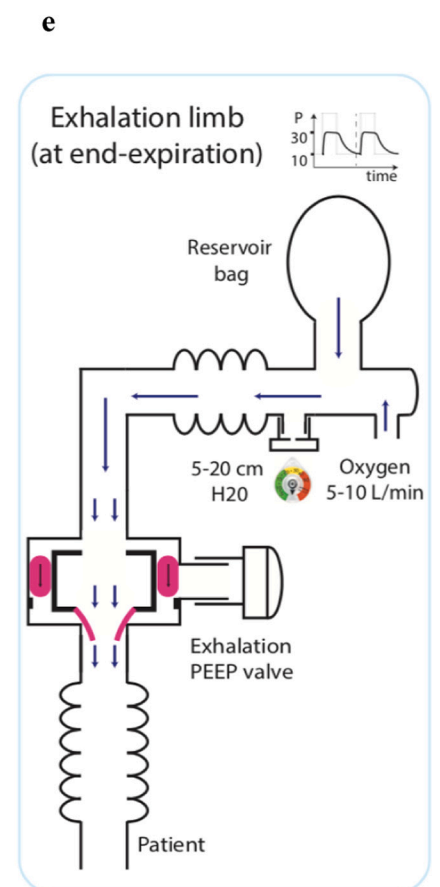 e
Exhalation limb
(at end-expiration)
P
30
10
time
Reservoir
bag
5-20 cm
H20
Oxygen
5-10 L/min
Exhalation
PEEP valve
Patient